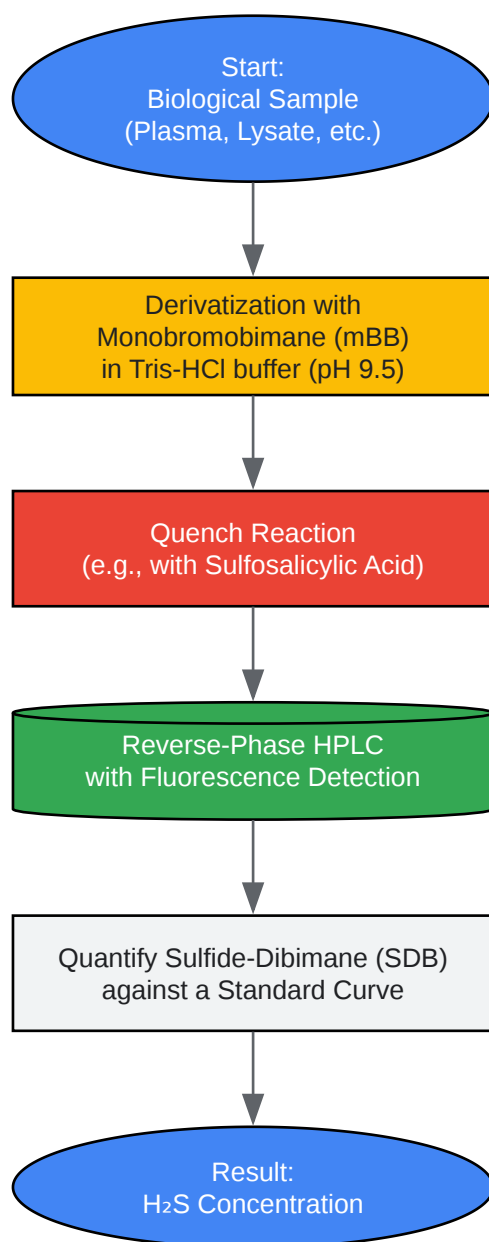 Start:
Biological Sample
(Plasma, Lysate, etc.)
Derivatization with
Monobromobimane (mBB)
in Tris-HCl buffer (pH 9.5)
Quench Reaction
(e.g., with Sulfosalicylic Acid)
Reverse-Phase HPLC
with Fluorescence Detection
Quantify Sulfide-Dibimane (SDB)
against a Standard Curve
Result:
H₂S Concentration